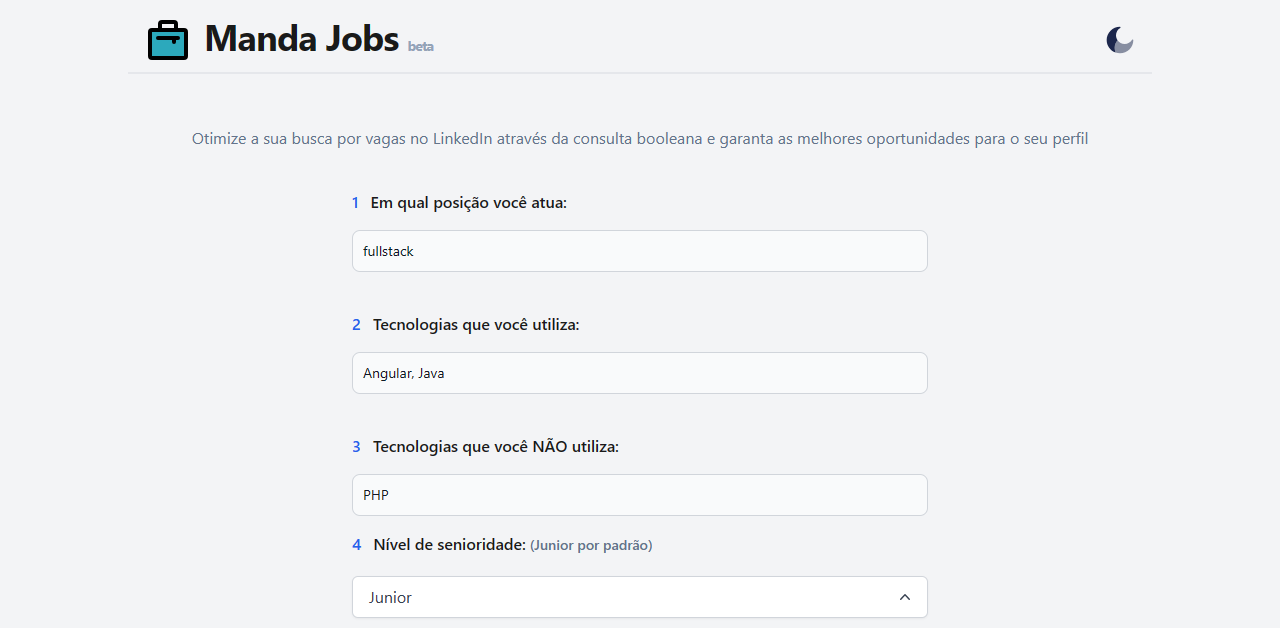 Manda Jobs beta
Otimize a sua busca por vagas no LinkedIn através da consulta booleana e garanta as melhores oportunidades para o seu perfil
1 Em qual posição você atua:
fullstack
2 Tecnologias que você utiliza:
Angular, Java
3 Tecnologias que você NÃO utiliza:
PHP
4 Nível de senioridade: (Junior por padrão)
Junior